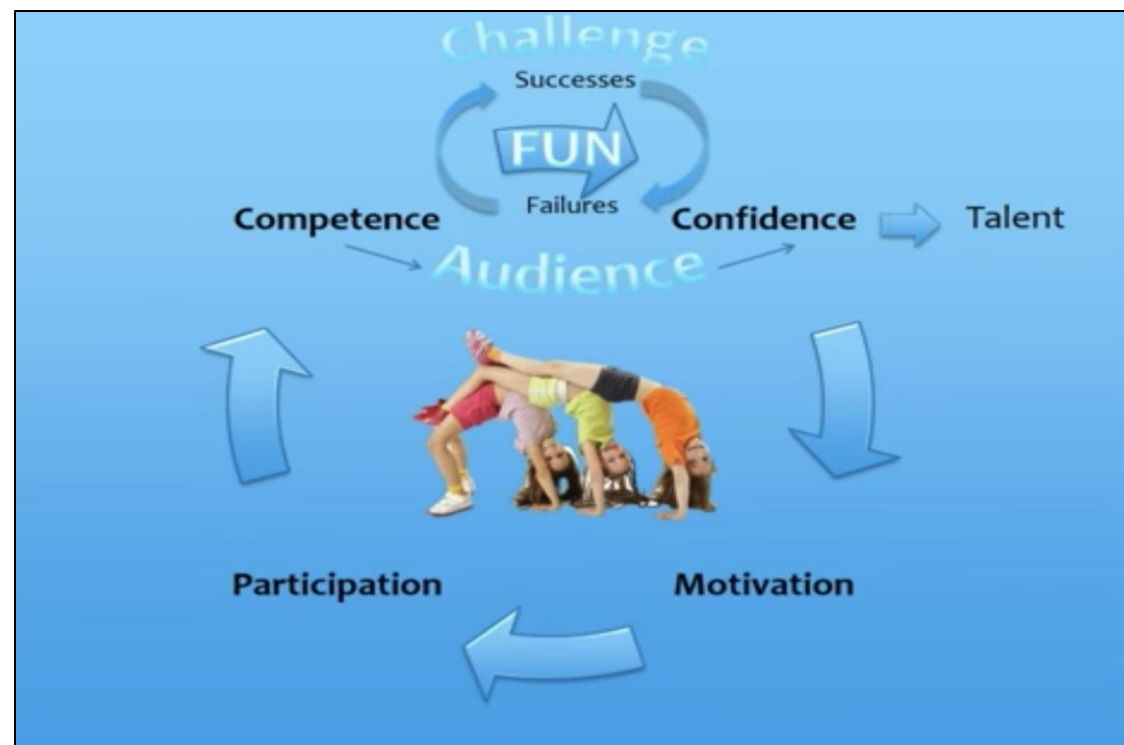 Challenge
Successes
FUN
Failures
Competence
Confidence
Talent
Audience
Participation
Motivation